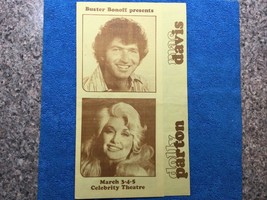 Buster Bonoff presents
mac
davis
dolly
parton
March 3-4-5
Celebrity Theatre